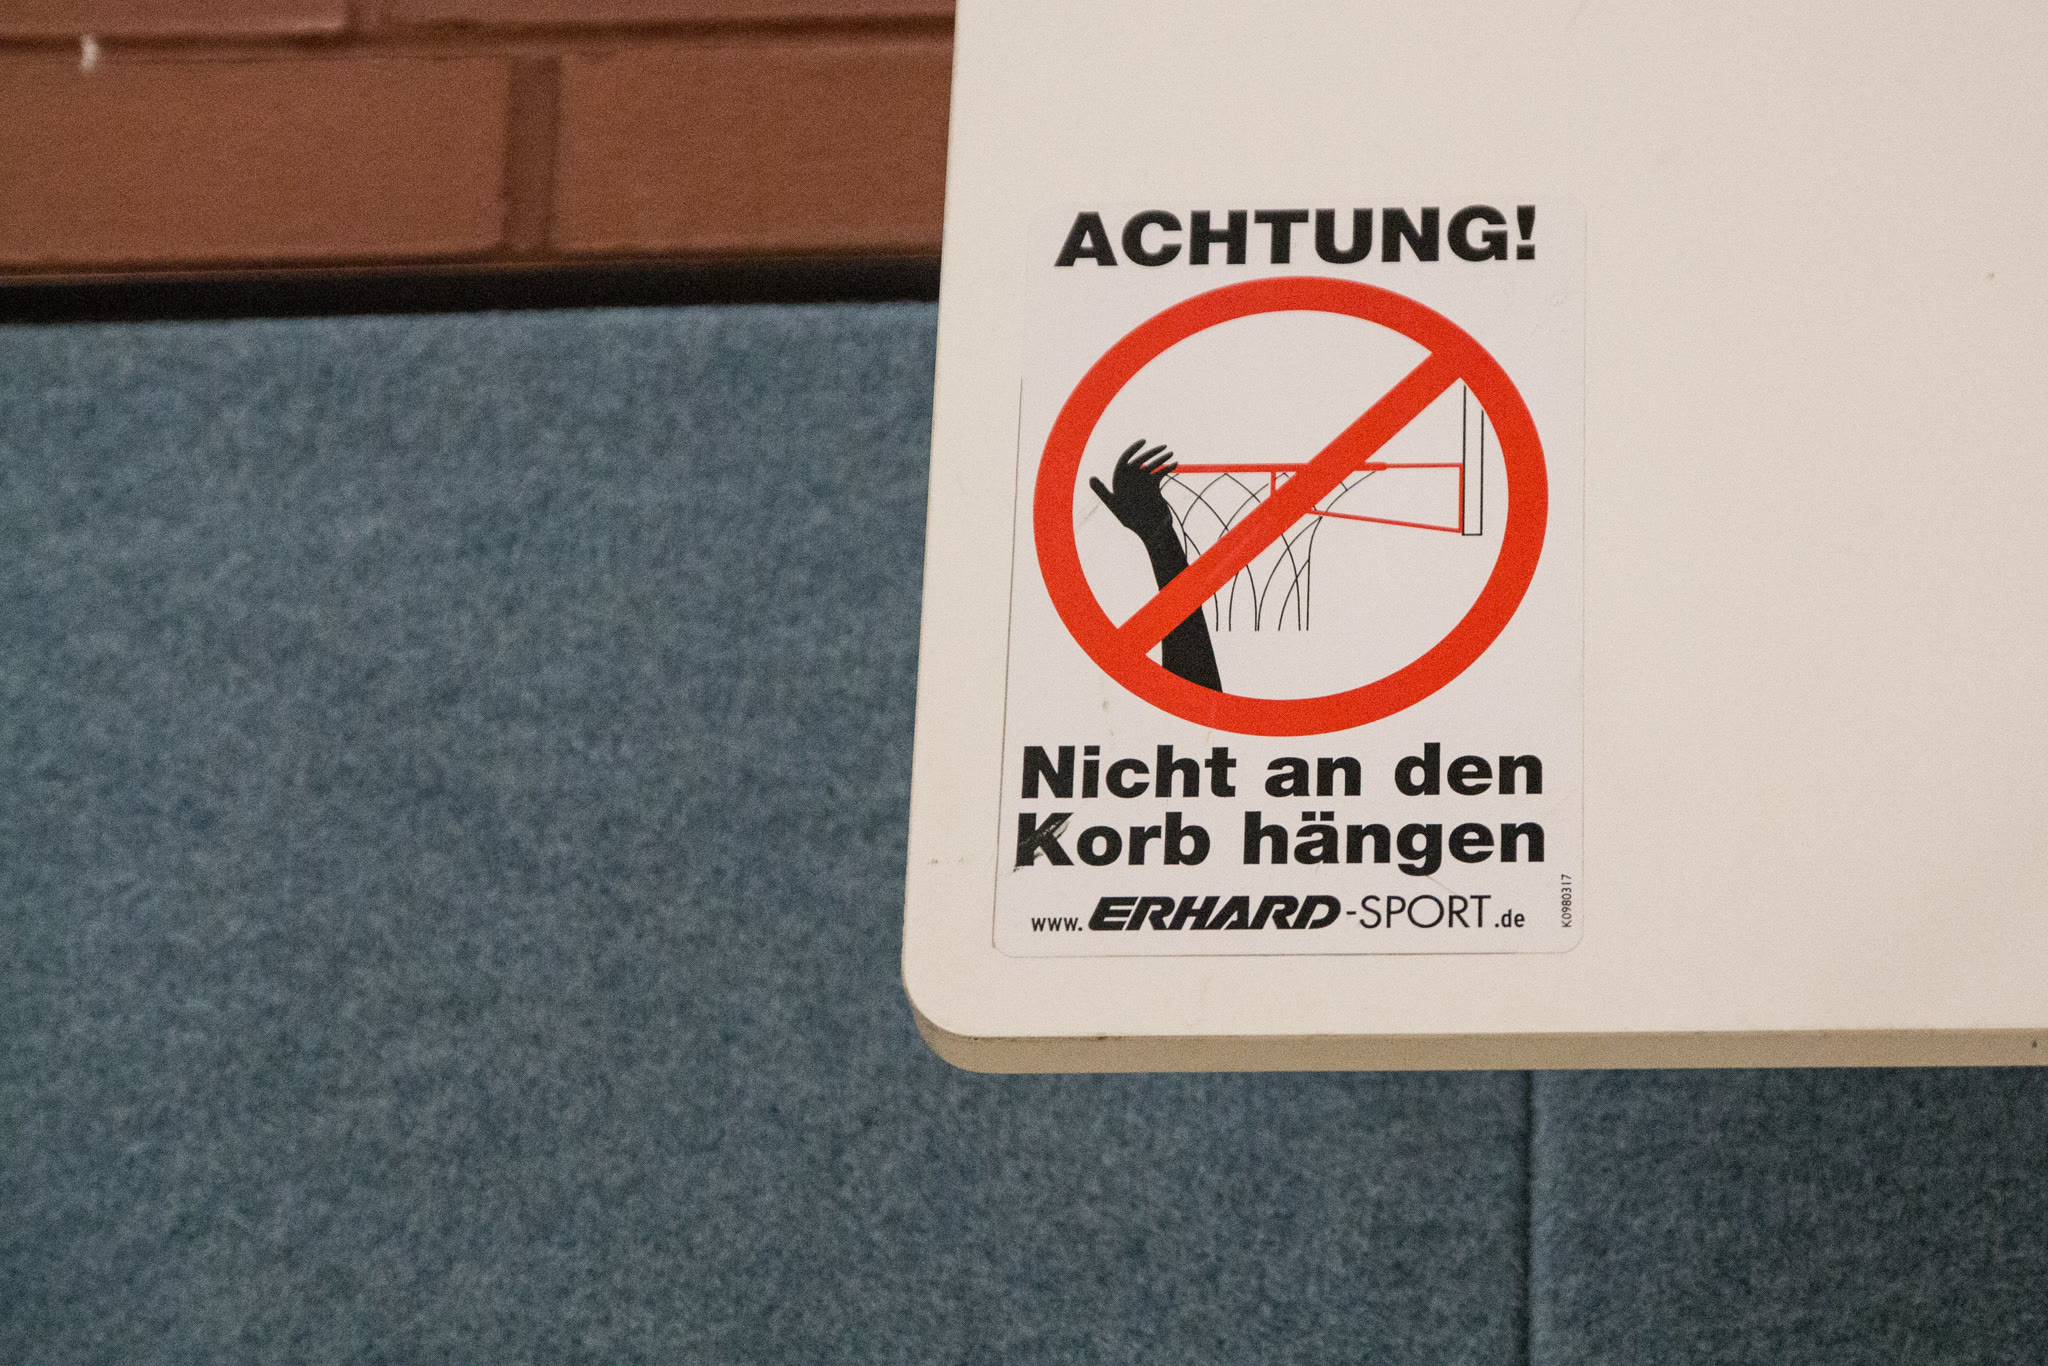 ACHTUNG!
Nicht an den
Korb hängen
www.ERHARD-SPORT.de
K0980317